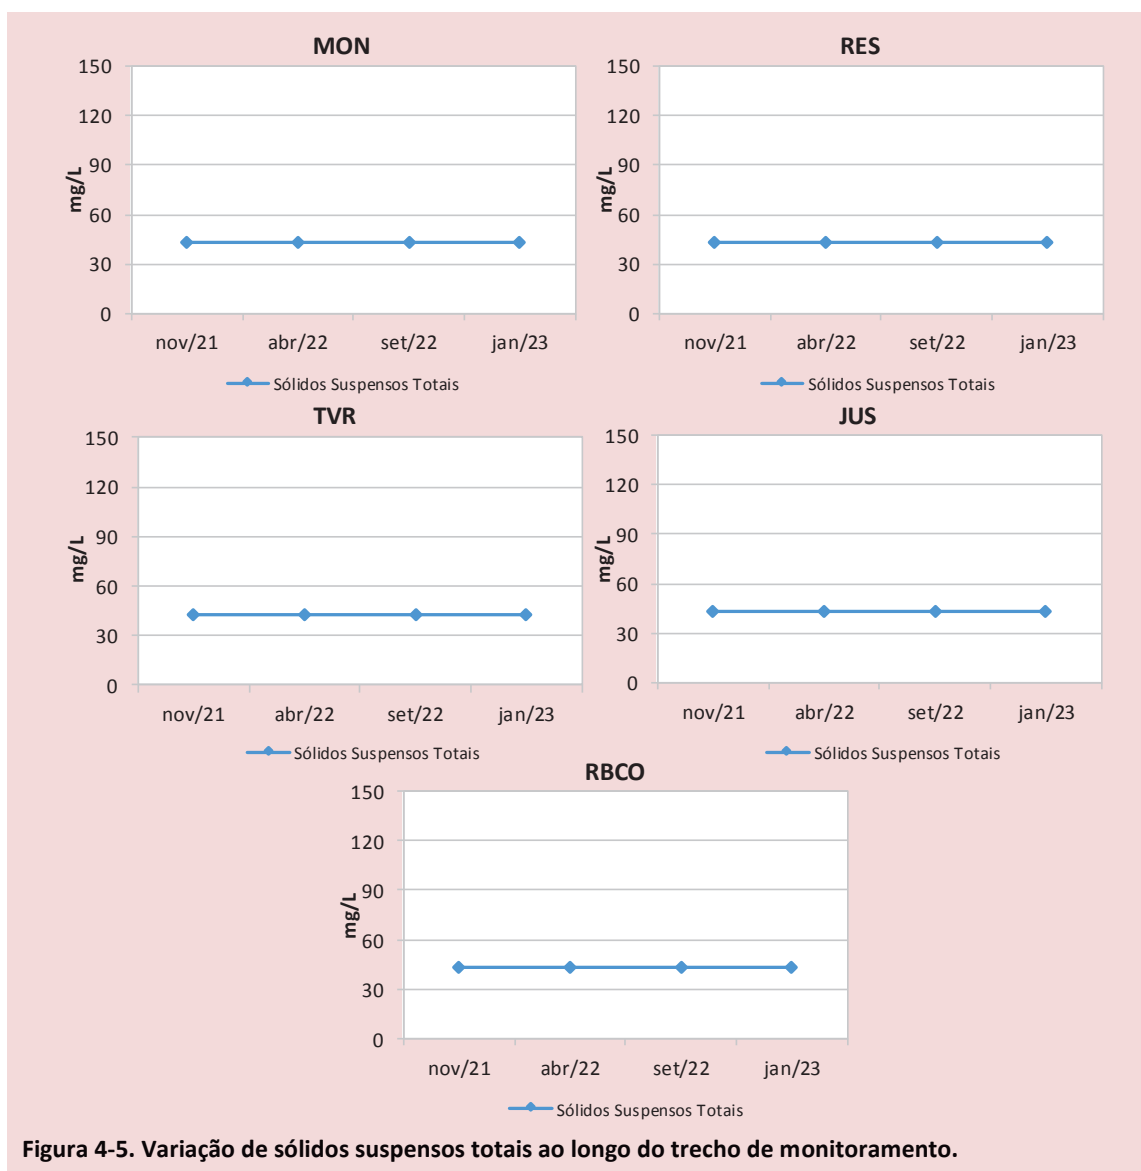 MON
150
120
90
60
30
0
mg/L
nov/21 abr/22 set/22 jan/23
Sólidos Suspensos Totais
RES
150
120
90
60
30
0
mg/L
nov/21 abr/22 set/22 jan/23
Sólidos Suspensos Totais
TVR
150
120
90
60
30
0
mg/L
nov/21 abr/22 set/22 jan/23
Sólidos Suspensos Totais
JUS
150
120
90
60
30
0
mg/L
nov/21 abr/22 set/22 jan/23
Sólidos Suspensos Totais
RBCO
150
120
90
60
30
0
mg/L
nov/21 abr/22 set/22 jan/23
Sólidos Suspensos Totais
Figura 4-5. Variação de sólidos suspensos totais ao longo do trecho de monitoramento.